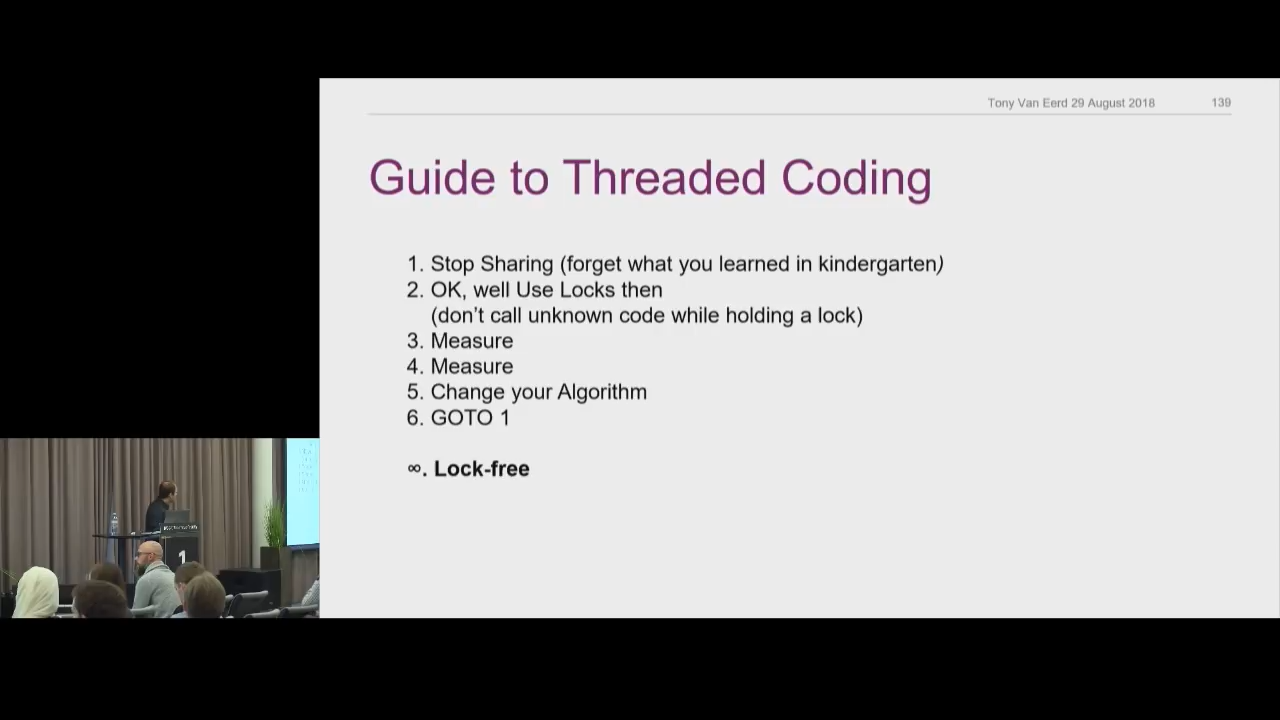 Tony Van Eerd 29 August 2018 139
Guide to Threaded Coding
1. Stop Sharing (forget what you learned in kindergarten)
2. OK, well Use Locks then
(don’t call unknown code while holding a lock)
3. Measure
4. Measure
5. Change your Algorithm
6. GOTO 1
∞. Lock-free
1